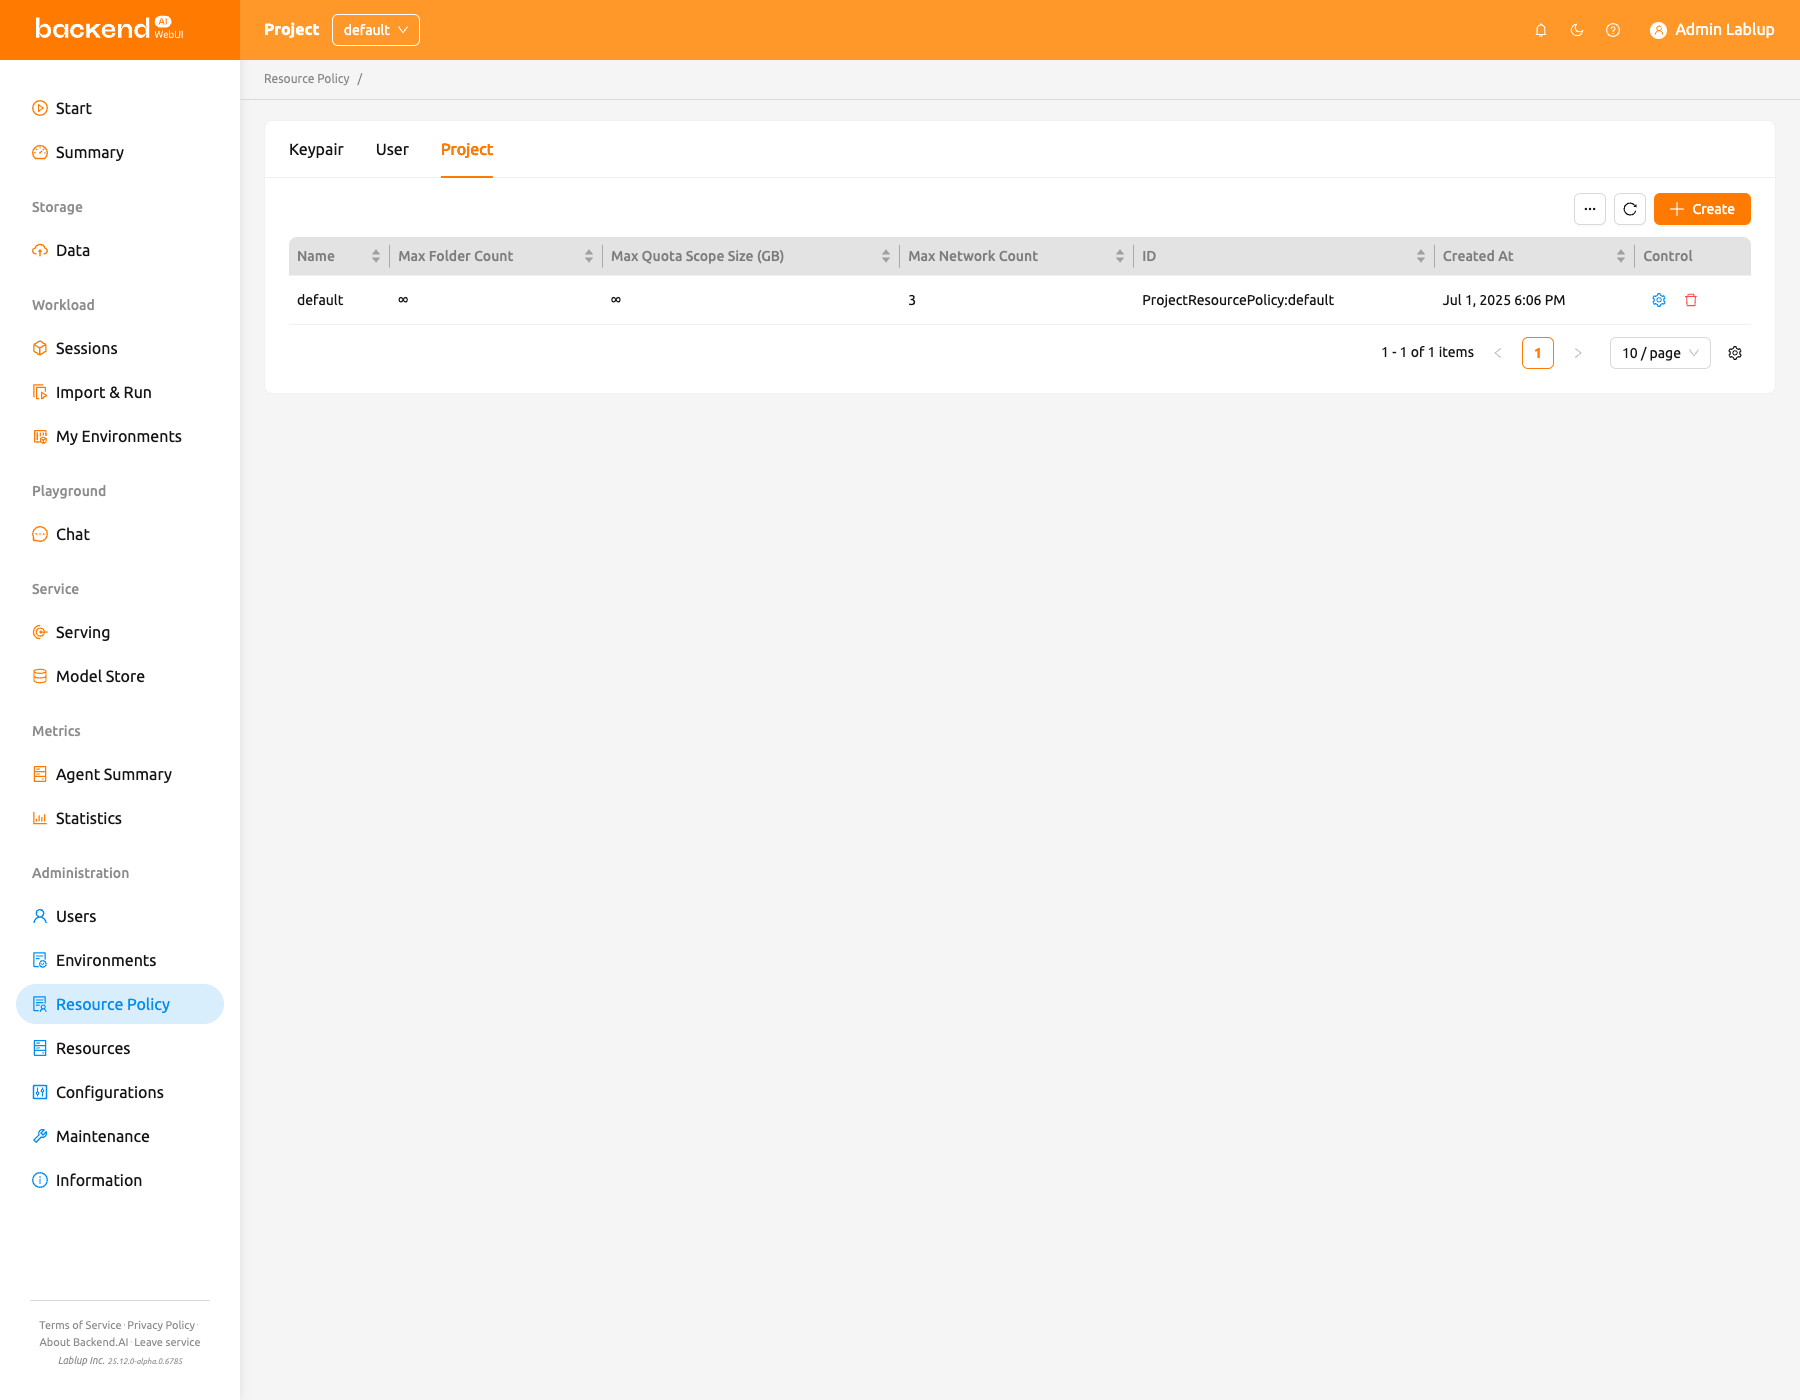 backend AI WebUI
Project default
Admin Lablup
Resource Policy /
Start
Summary
Storage
Data
Workload
Sessions
Import & Run
My Environments
Playground
Chat
Service
Serving
Model Store
Metrics
Agent Summary
Statistics
Administration
Users
Environments
Resource Policy
Resources
Configurations
Maintenance
Information
Terms of Service · Privacy Policy ·
About Backend.AI · Leave service
Lablup Inc. 25.12.0-alpha.0.6785
Keypair User Project
··· Create
Name Max Folder Count Max Quota Scope Size (GB) Max Network Count ID Created At Control
default ∞ ∞ 3 ProjectResourcePolicy:default Jul 1, 2025 6:06 PM
1 - 1 of 1 items < 1 > 10 / page